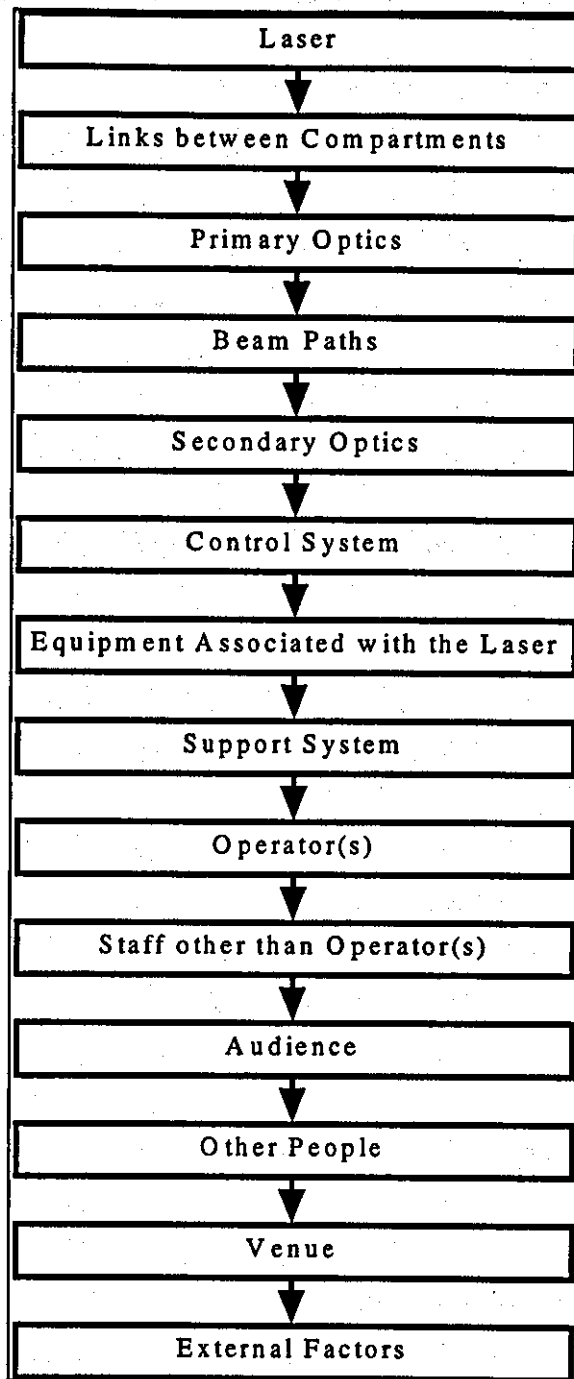 Laser
Links between Compartments
Primary Optics
Beam Paths
Secondary Optics
Control System
Equipment Associated with the Laser
Support System
Operator(s)
Staff other than Operator(s)
Audience
Other People
Venue
External Factors